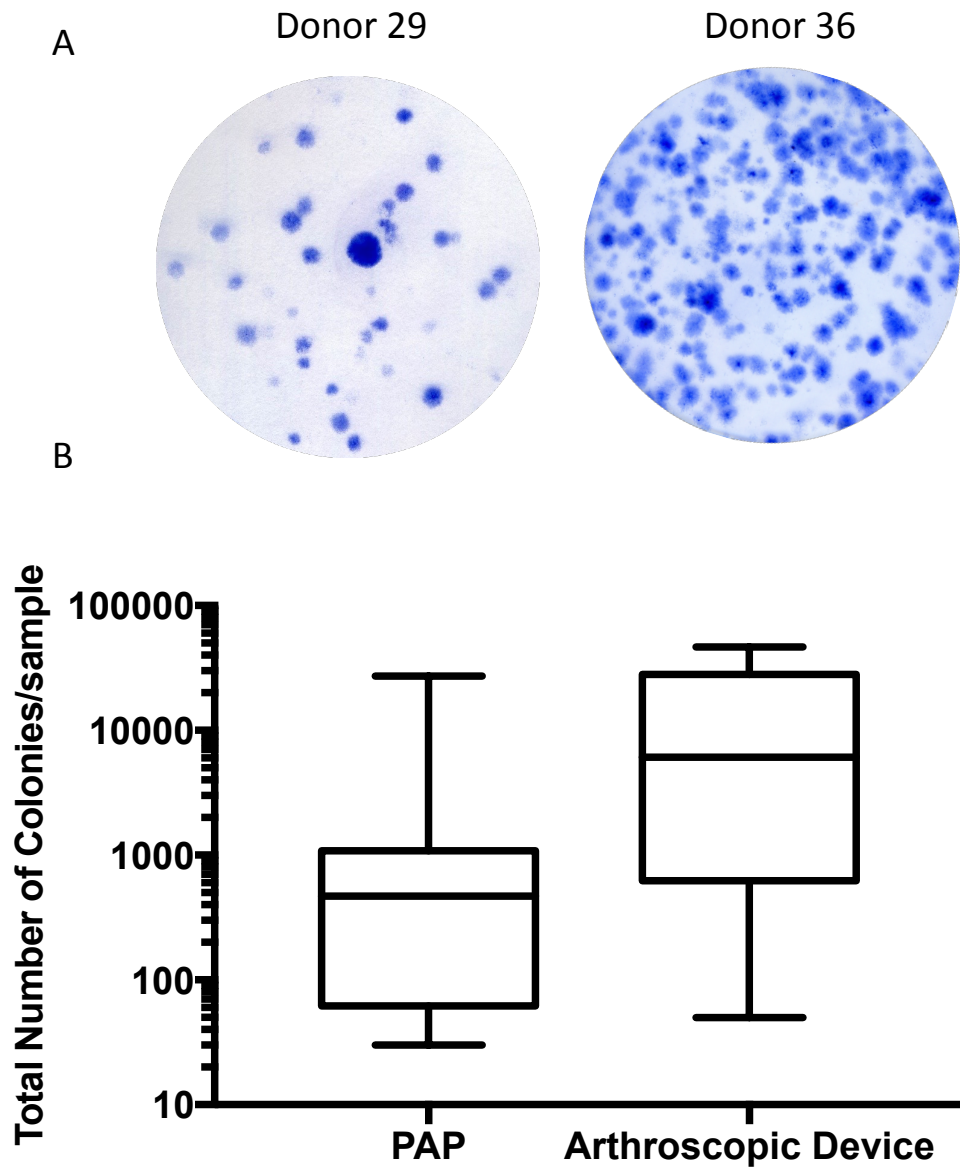 A
Donor 29
Donor 36
B
Total Number of Colonies/sample
100000
10000
1000
100
10
PAP
Arthroscopic Device